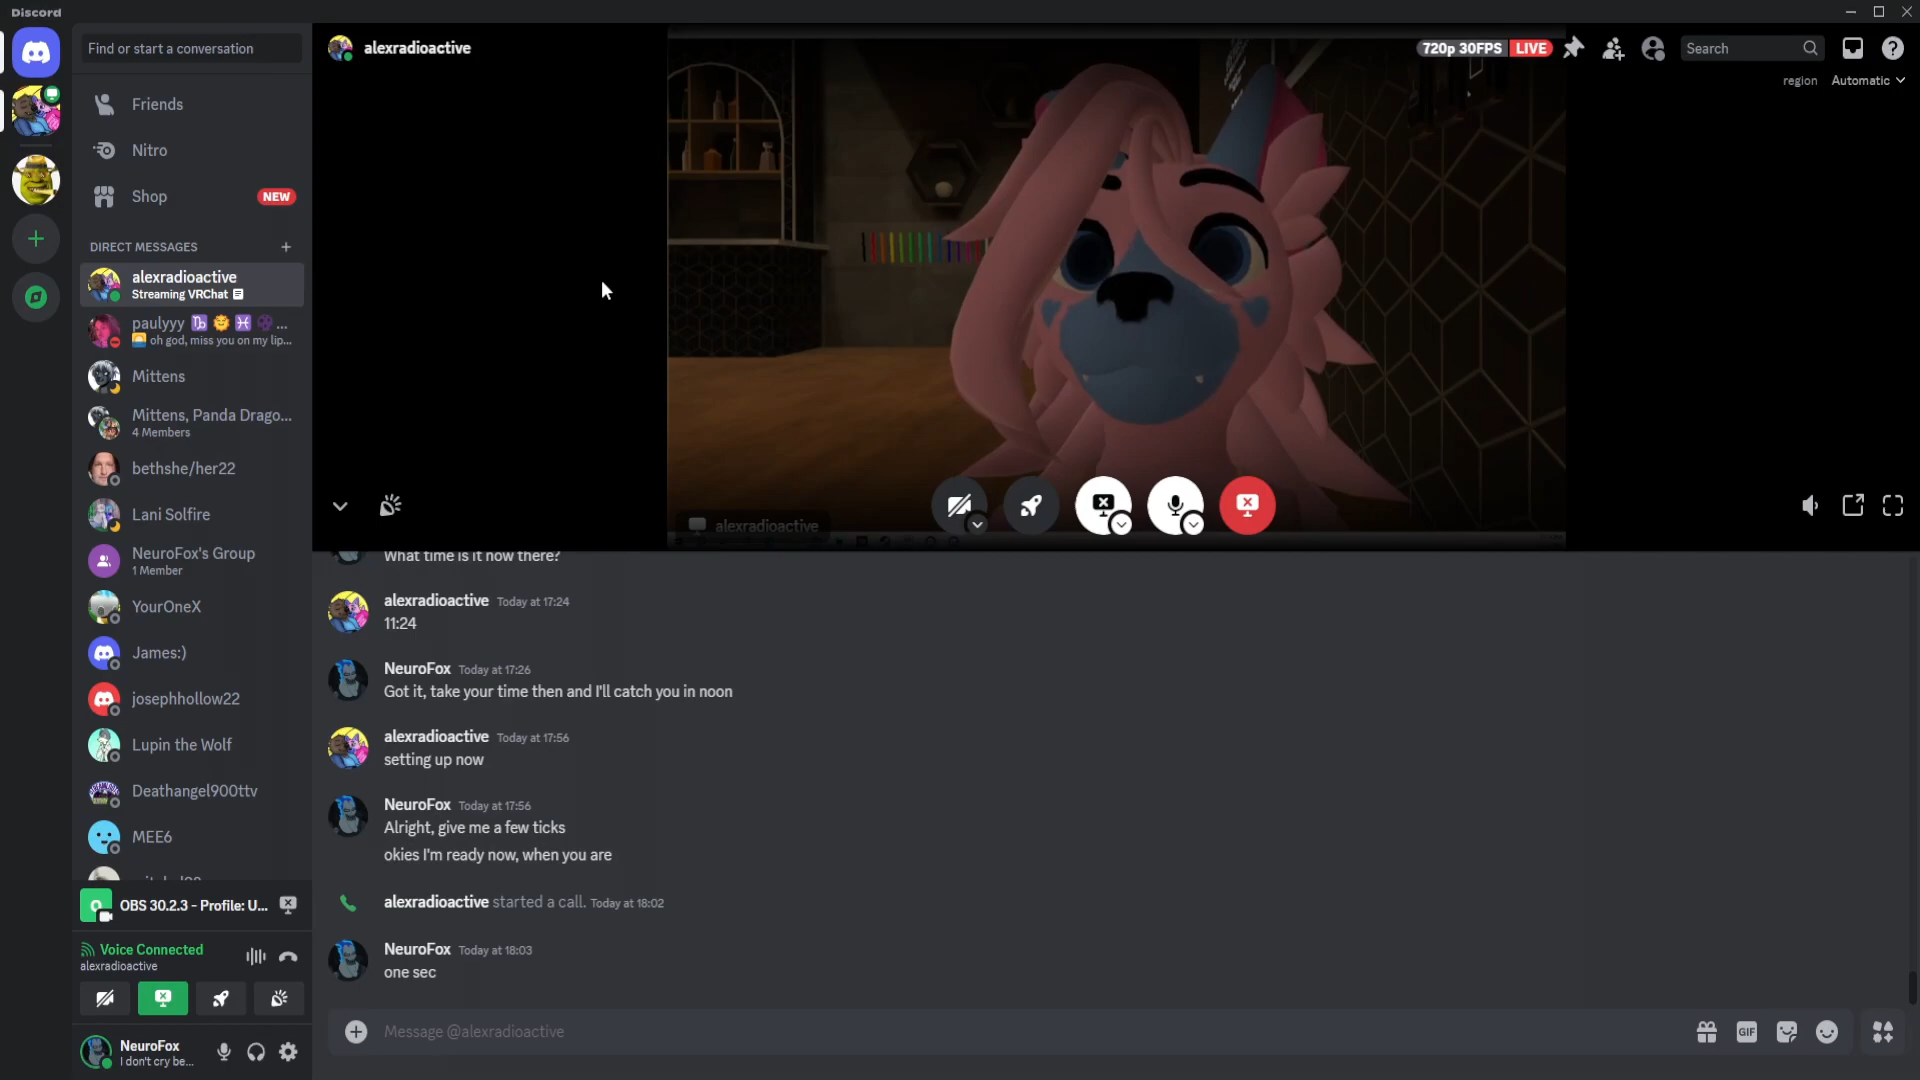 Discord
Find or start a conversation
Friends
Nitro
Shop
NEW
DIRECT MESSAGES
alexradioactive
Streaming VRChat
paulyyy
oh god, miss you on my lip...
Mittens
Mittens, Panda Drago...
4 Members
bethshe/her22
Lani Solfire
NeuroFox's Group
1 Member
YourOneX
James:)
josephhollow22
Lupin the Wolf
Deathangel900ttv
MEE6
OBS 30.2.3 - Profile: U...
Voice Connected
alexradioactive
NeuroFox
I don't cry be...
alexradioactive
720p 30FPS LIVE
Search
region Automatic
alexradioactive
What time is it now there?
alexradioactive Today at 17:24
11:24
NeuroFox Today at 17:26
Got it, take your time then and I'll catch you in noon
alexradioactive Today at 17:56
setting up now
NeuroFox Today at 17:56
Alright, give me a few ticks
okies I'm ready now, when you are
alexradioactive started a call. Today at 18:02
NeuroFox Today at 18:03
one sec
Message @alexradioactive
GIF